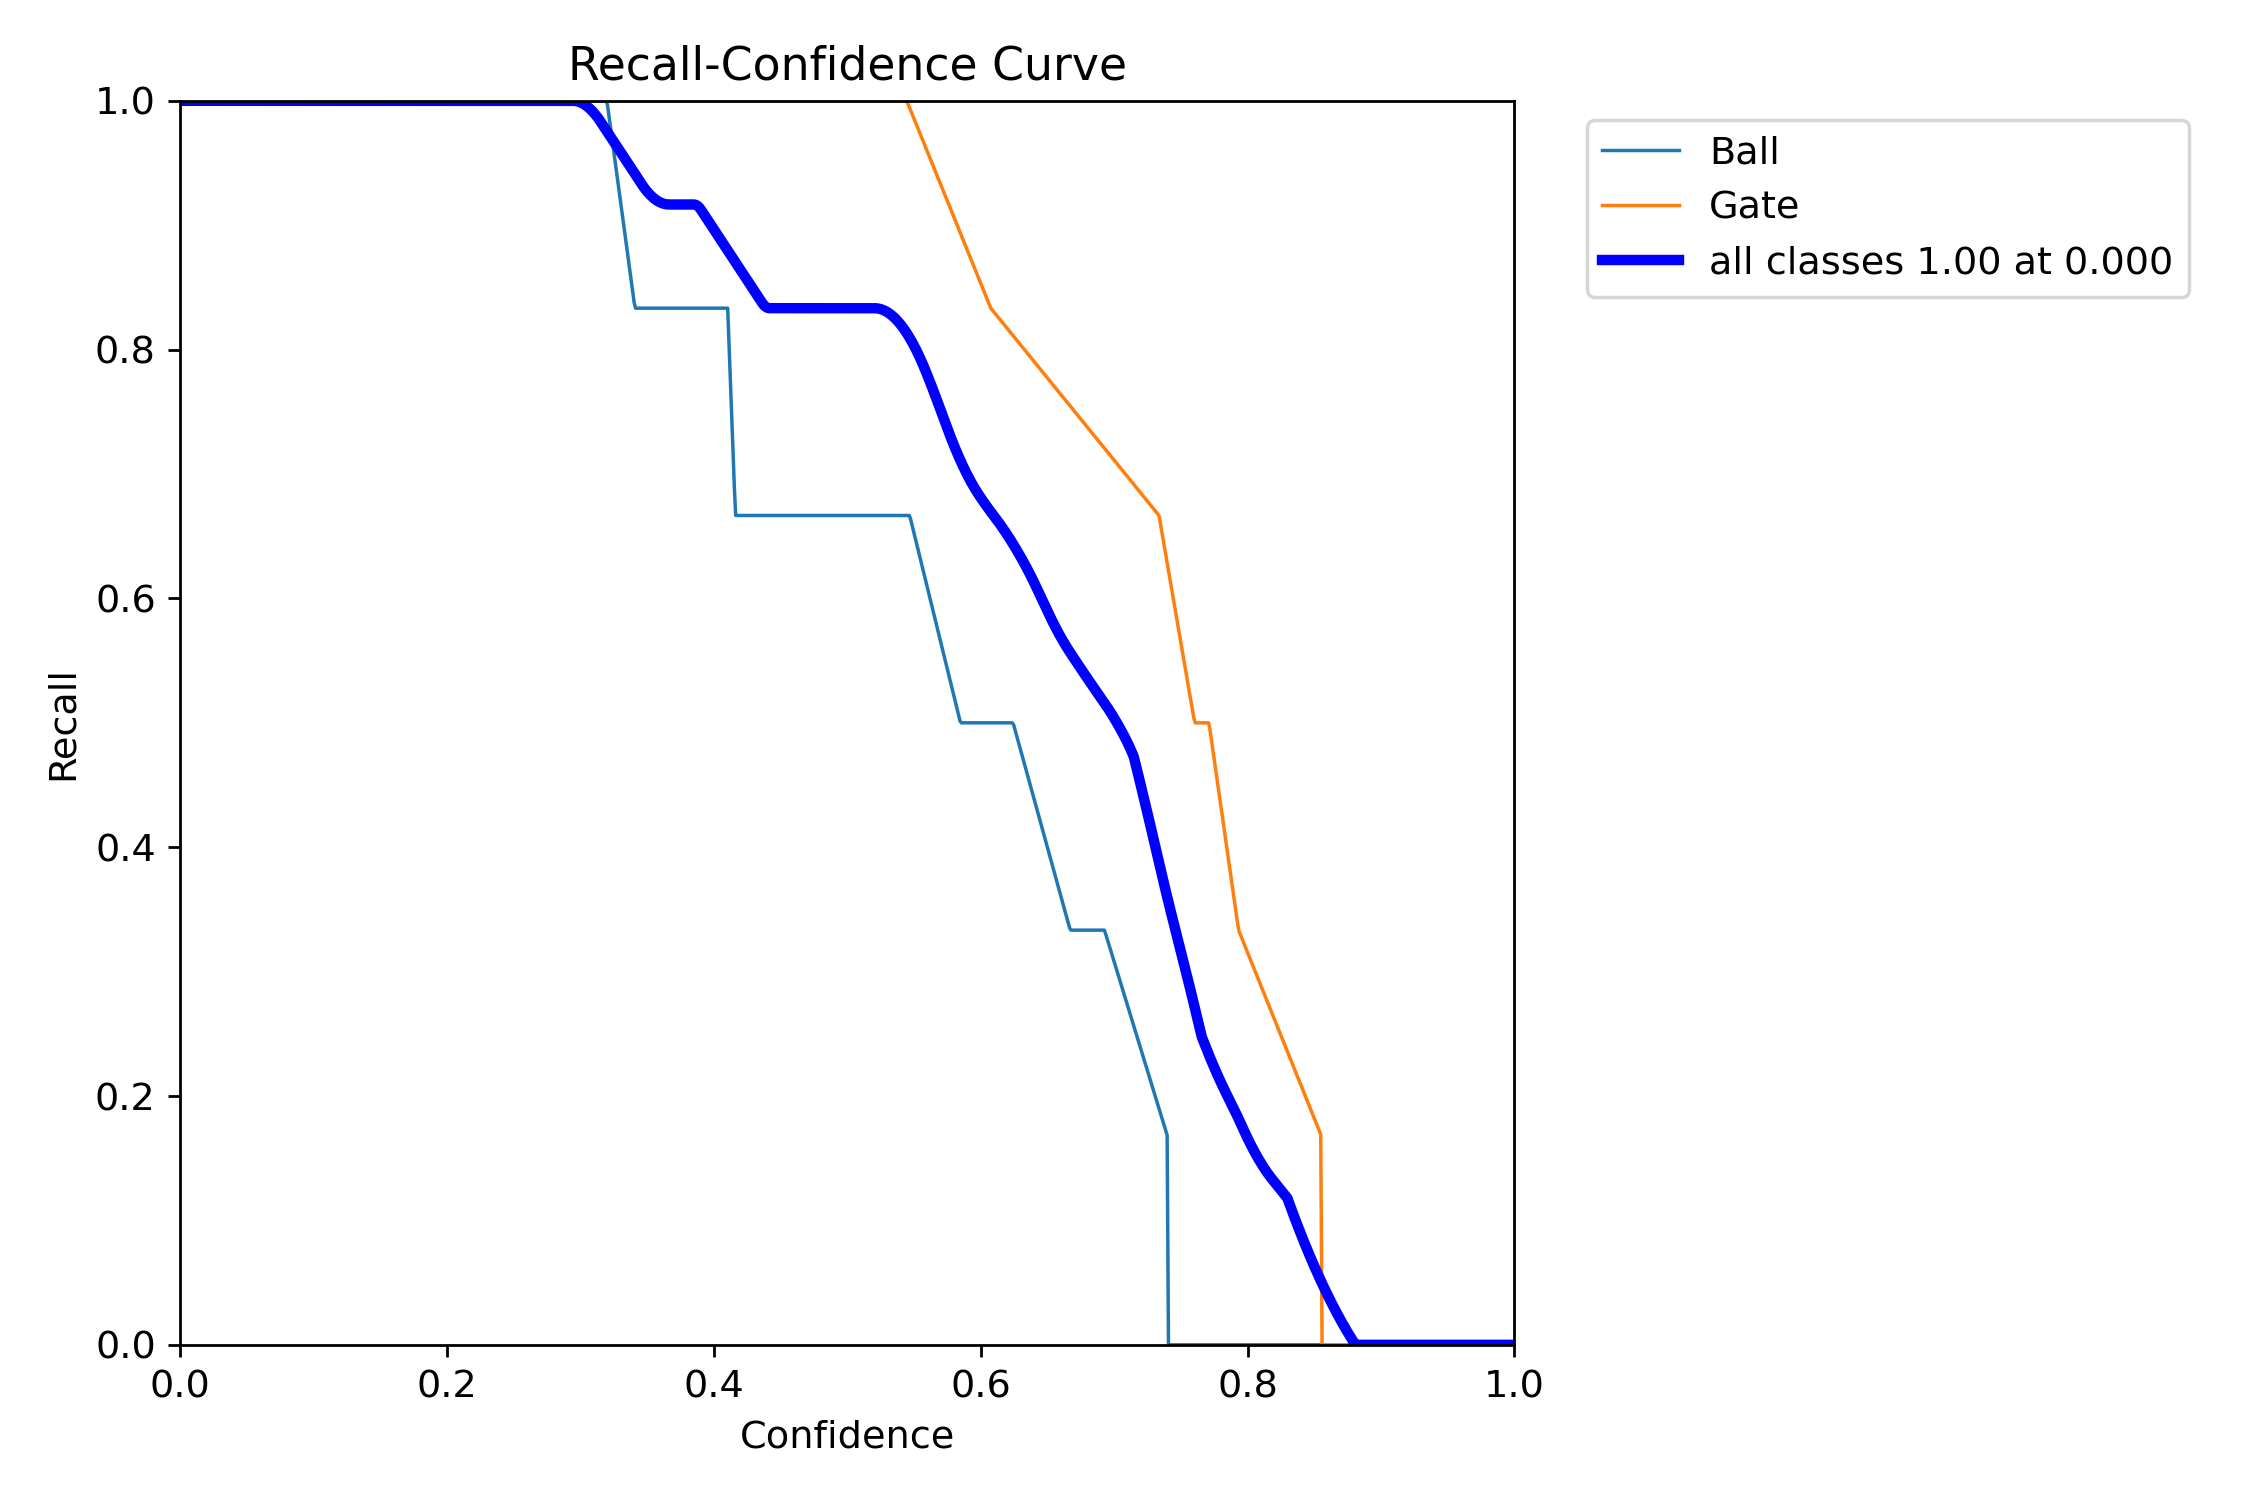 Recall-Confidence Curve
1.0
0.8
0.6
0.4
0.2
0.0
Recall
0.0 0.2 0.4 0.6 0.8 1.0
Confidence
Ball
Gate
all classes 1.00 at 0.000